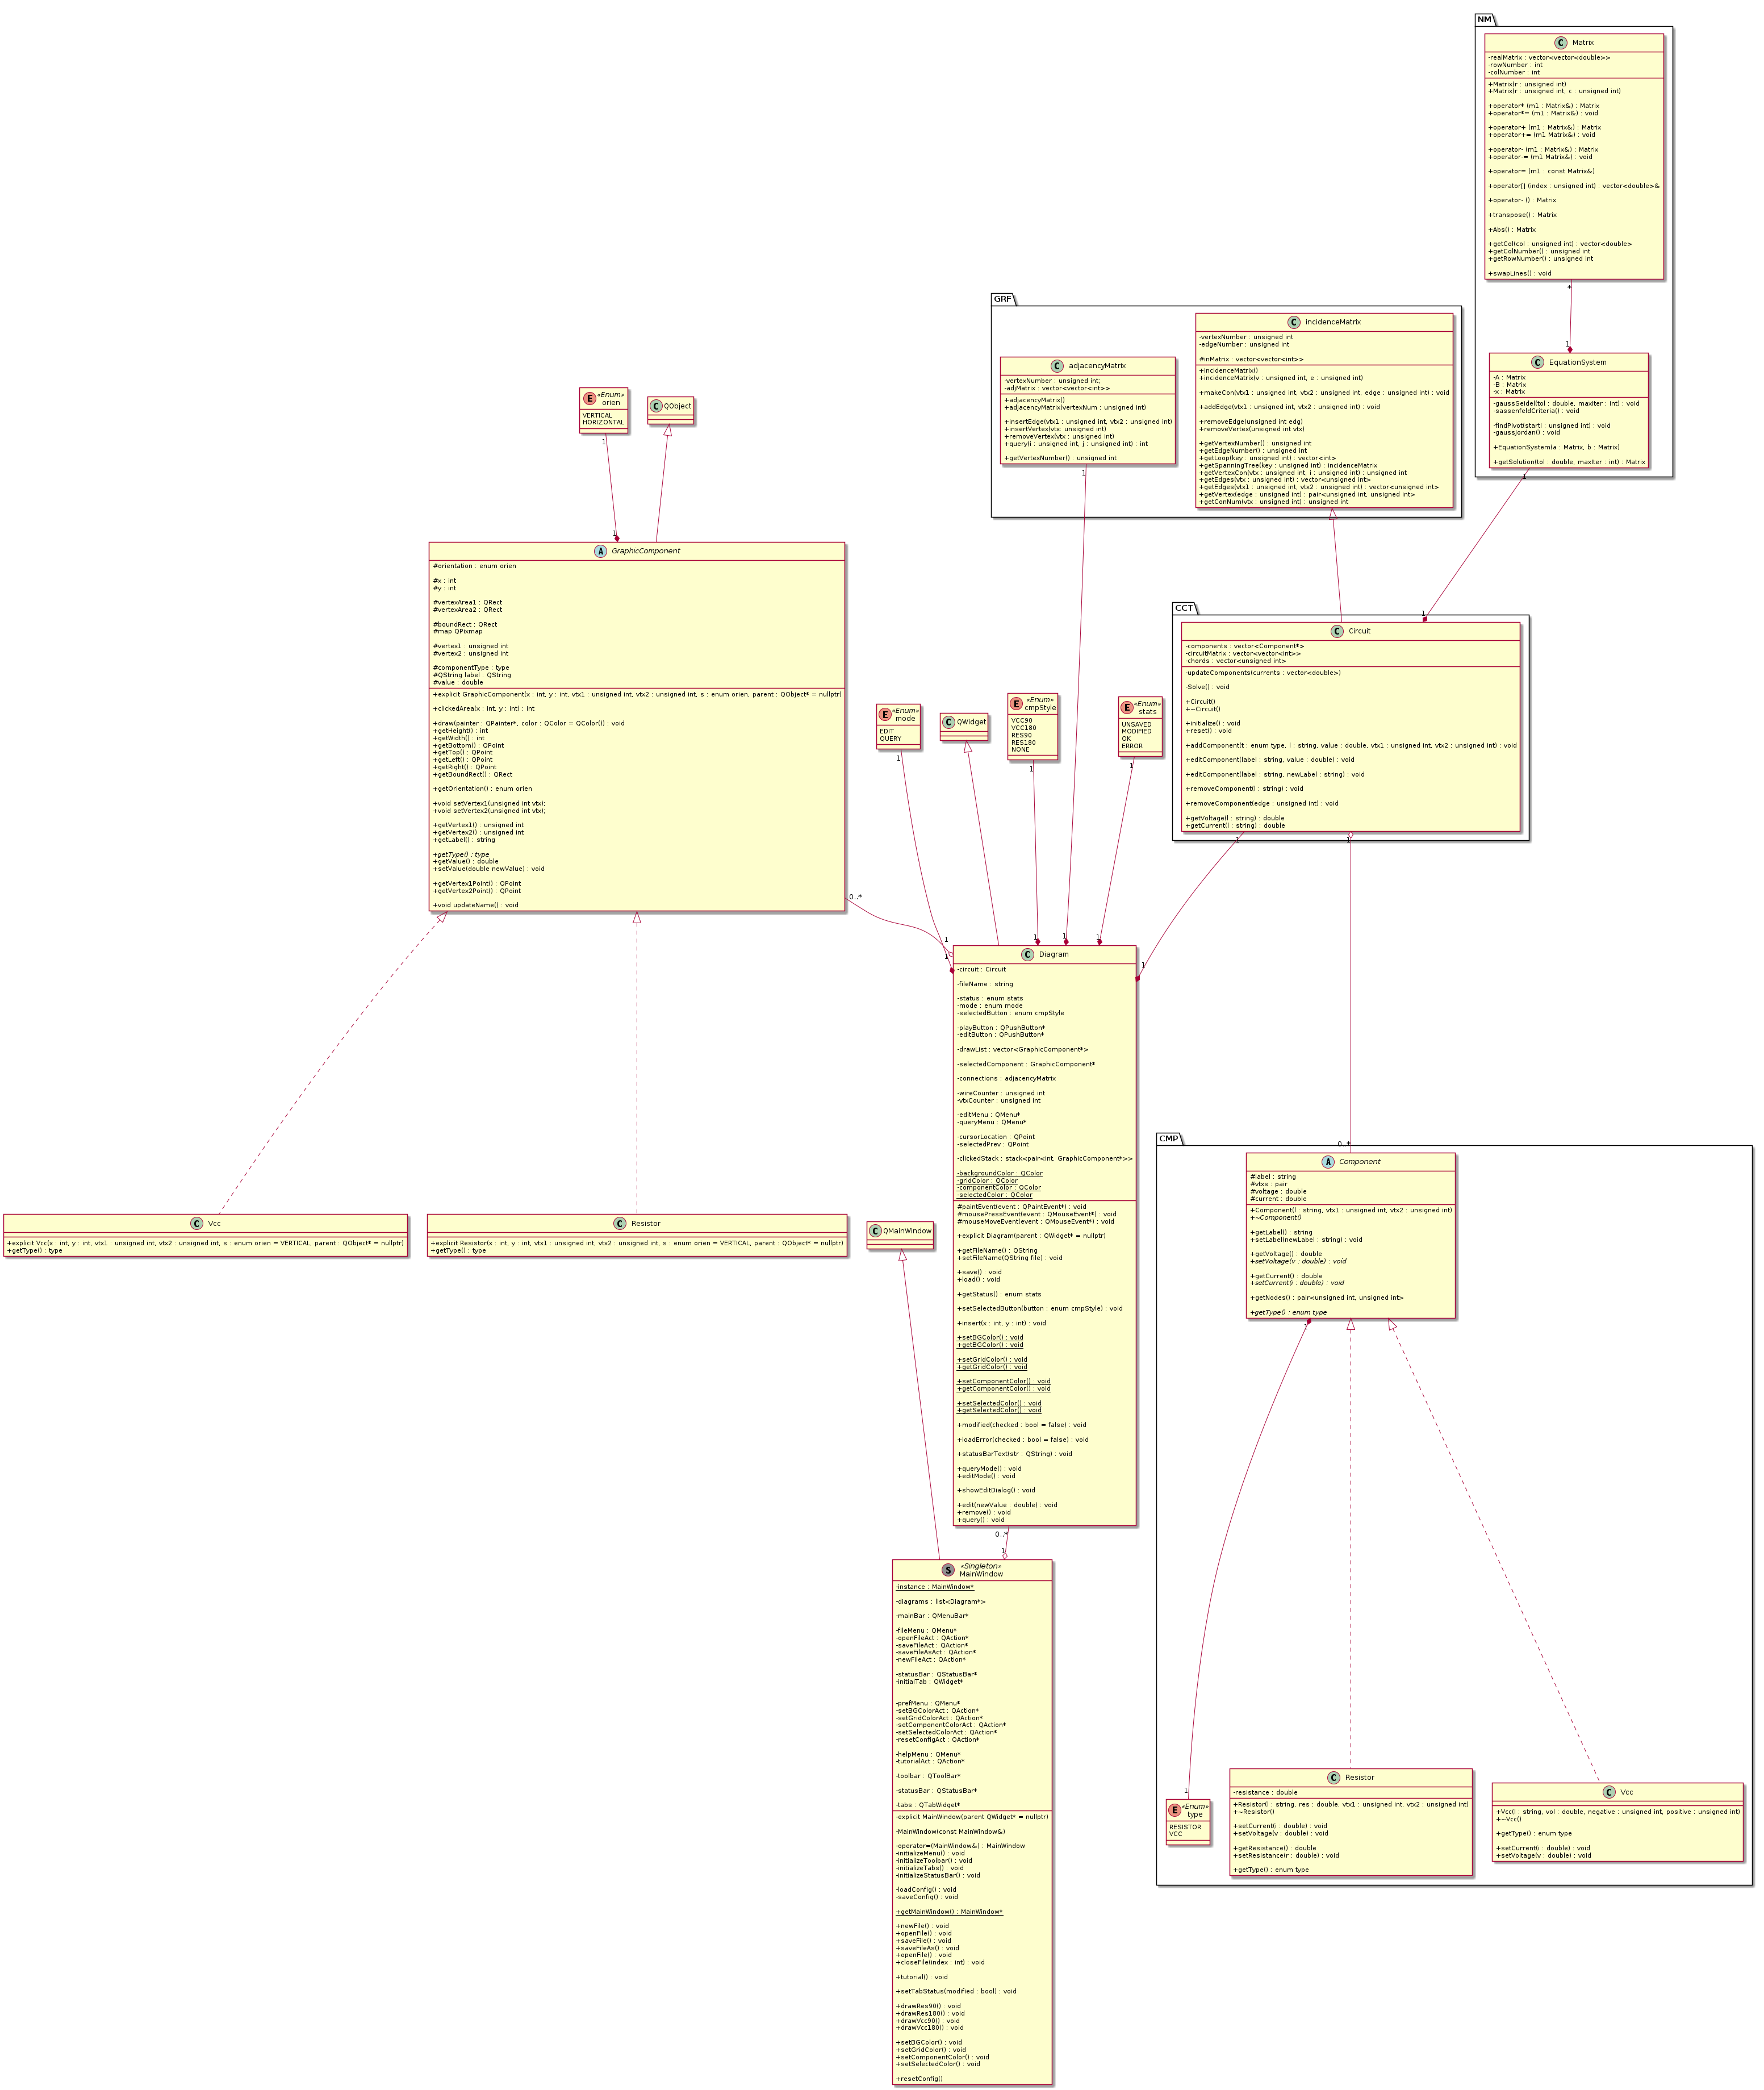 NM
Matrix
-realMatrix : vector<vector<double>>
-rowNumber : int
-colNumber : int
+Matrix(r : unsigned int)
+Matrix(r : unsigned int, c : unsigned int)
+operator* (m1 : Matrix&) : Matrix
+operator*= (m1 : Matrix&) : void
+operator+ (m1 : Matrix&) : Matrix
+operator+= (m1 Matrix&) : void
+operator- (m1 : Matrix&) : Matrix
+operator-= (m1 Matrix&) : void
+operator= (m1 : const Matrix&)
+operator[] (index : unsigned int) : vector<double>&
+operator- () : Matrix
+transpose() : Matrix
+Abs() : Matrix
+getCol(col : unsigned int) : vector<double>
+getColNumber() : unsigned int
+getRowNumber() : unsigned int
+swapLines() : void
*
1
EquationSystem
-A : Matrix
-B : Matrix
-x : Matrix
-gaussSeidel(tol : double, maxIter : int) : void
-sassenfeldCriteria() : void
-findPivot(startI : unsigned int) : void
-gaussJordan() : void
+EquationSystem(a : Matrix, b : Matrix)
+getSolution(tol : double, maxIter : int) : Matrix
1
GRF
incidenceMatrix
-vertexNumber : unsigned int
-edgeNumber : unsigned int
#inMatrix : vector<vector<int>>
+incidenceMatrix()
+incidenceMatrix(v : unsigned int, e : unsigned int)
+makeCon(vtx1 : unsigned int, vtx2 : unsigned int, edge : unsigned int) : void
+addEdge(vtx1 : unsigned int, vtx2 : unsigned int) : void
+removeEdge(unsigned int edg)
+removeVertex(unsigned int vtx)
+getVertexNumber() : unsigned int
+getEdgeNumber() : unsigned int
+getLoop(key : unsigned int) : vector<int>
+getSpanningTree(key : unsigned int) : incidenceMatrix
+getVertexCon(vtx : unsigned int, i : unsigned int) : unsigned int
+getEdges(vtx : unsigned int) : vector<unsigned int>
+getEdges(vtx1 : unsigned int, vtx2 : unsigned int) : vector<unsigned int>
+getVertex(edge : unsigned int) : pair<unsigned int, unsigned int>
+getConNum(vtx : unsigned int) : unsigned int
adjacencyMatrix
-vertexNumber : unsigned int;
-adjMatrix : vector<vector<int>>
+adjacencyMatrix()
+adjacencyMatrix(vertexNum : unsigned int)
+insertEdge(vtx1 : unsigned int, vtx2 : unsigned int)
+insertVertex(vtx: unsigned int)
+removeVertex(vtx : unsigned int)
+query(i : unsigned int, j : unsigned int) : int
+getVertexNumber() : unsigned int
1
«Enum»
orien
VERTICAL
HORIZONTAL
1
QObject
1
GraphicComponent
#orientation : enum orien
#x : int
#y : int
#vertexArea1 : QRect
#vertexArea2 : QRect
#boundRect : QRect
#map QPixmap
#vertex1 : unsigned int
#vertex2 : unsigned int
#componentType : type
#QString label : QString
#value : double
+explicit GraphicComponent(x : int, y : int, vtx1 : unsigned int, vtx2 : unsigned int, s : enum orien, parent : QObject* = nullptr)
+clickedArea(x : int, y : int) : int
+draw(painter : QPainter*, color : QColor = QColor()) : void
+getHeight() : int
+getWidth() : int
+getBottom() : QPoint
+getTop() : QPoint
+getLeft() : QPoint
+getRight() : QPoint
+getBoundRect() : QRect
+getOrientation() : enum orien
+void setVertex1(unsigned int vtx);
+void setVertex2(unsigned int vtx);
+getVertex1() : unsigned int
+getVertex2() : unsigned int
+getLabel() : string
+getType() : type
+getValue() : double
+setValue(double newValue) : void
+getVertex1Point() : QPoint
+getVertex2Point() : QPoint
+void updateName() : void
0..*
1
CCT
1
Circuit
-components : vector<Component*>
-circuitMatrix : vector<vector<int>>
-chords : vector<unsigned int>
-updateComponents(currents : vector<double>)
-Solve() : void
+Circuit()
+~Circuit()
+initialize() : void
+reset() : void
+addComponent(t : enum type, l : string, value : double, vtx1 : unsigned int, vtx2 : unsigned int) : void
+editComponent(label : string, value : double) : void
+editComponent(label : string, newLabel : string) : void
+removeComponent(l : string) : void
+removeComponent(edge : unsigned int) : void
+getVoltage(l : string) : double
+getCurrent(l : string) : double
1
1
«Enum»
mode
EDIT
QUERY
1
QWidget
«Enum»
cmpStyle
VCC90
VCC180
RES90
RES180
NONE
1
«Enum»
stats
UNSAVED
MODIFIED
OK
ERROR
1
1
1
1
1
1
Diagram
-circuit : Circuit
-fileName : string
-status : enum stats
-mode : enum mode
-selectedButton : enum cmpStyle
-playButton : QPushButton*
-editButton : QPushButton*
-drawList : vector<GraphicComponent*>
-selectedComponent : GraphicComponent*
-connections : adjacencyMatrix
-wireCounter : unsigned int
-vtxCounter : unsigned int
-editMenu : QMenu*
-queryMenu : QMenu*
-cursorLocation : QPoint
-selectedPrev : QPoint
-clickedStack : stack<pair<int, GraphicComponent*>>
-backgroundColor : QColor
-gridColor : QColor
-componentColor : QColor
-selectedColor : QColor
#paintEvent(event : QPaintEvent*) : void
#mousePressEvent(event : QMouseEvent*) : void
#mouseMoveEvent(event : QMouseEvent*) : void
+explicit Diagram(parent : QWidget* = nullptr)
+getFileName() : QString
+setFileName(QString file) : void
+save() : void
+load() : void
+getStatus() : enum stats
+setSelectedButton(button : enum cmpStyle) : void
+insert(x : int, y : int) : void
+setBGColor() : void
+getBGColor() : void
+setGridColor() : void
+getGridColor() : void
+setComponentColor() : void
+getComponentColor() : void
+setSelectedColor() : void
+getSelectedColor() : void
+modified(checked : bool = false) : void
+loadError(checked : bool = false) : void
+statusBarText(str : QString) : void
+queryMode() : void
+editMode() : void
+showEditDialog() : void
+edit(newValue : double) : void
+remove() : void
+query() : void
0..*
1
CMP
0..*
Component
#label : string
#vtxs : pair
#voltage : double
#current : double
+Component(l : string, vtx1 : unsigned int, vtx2 : unsigned int)
+~Component()
+getLabel() : string
+setLabel(newLabel : string) : void
+getVoltage() : double
+setVoltage(v : double) : void
+getCurrent() : double
+setCurrent(i : double) : void
+getNodes() : pair<unsigned int, unsigned int>
+getType() : enum type
1
Vcc
+explicit Vcc(x : int, y : int, vtx1 : unsigned int, vtx2 : unsigned int, s : enum orien = VERTICAL, parent : QObject* = nullptr)
+getType() : type
Resistor
+explicit Resistor(x : int, y : int, vtx1 : unsigned int, vtx2 : unsigned int, s : enum orien = VERTICAL, parent : QObject* = nullptr)
+getType() : type
QMainWindow
«Singleton»
MainWindow
-instance : MainWindow*
-diagrams : list<Diagram*>
-mainBar : QMenuBar*
-fileMenu : QMenu*
-openFileAct : QAction*
-saveFileAct : QAction*
-saveFileAsAct : QAction*
-newFileAct : QAction*
-statusBar : QStatusBar*
-initialTab : QWidget*
-prefMenu : QMenu*
-setBGColorAct : QAction*
-setGridColorAct : QAction*
-setComponentColorAct : QAction*
-setSelectedColorAct : QAction*
-resetConfigAct : QAction*
-helpMenu : QMenu*
-tutorialAct : QAction*
-toolbar : QToolBar*
-statusBar : QStatusBar*
-tabs : QTabWidget*
-explicit MainWindow(parent QWidget* = nullptr)
-MainWindow(const MainWindow&)
-operator=(MainWindow&) : MainWindow
-initializeMenu() : void
-initializeToolbar() : void
-initializeTabs() : void
-initializeStatusBar() : void
-loadConfig() : void
-saveConfig() : void
+getMainWindow() : MainWindow*
+newFile() : void
+openFile() : void
+saveFile() : void
+saveFileAs() : void
+openFile() : void
+closeFile(index : int) : void
+tutorial() : void
+setTabStatus(modified : bool) : void
+drawRes90() : void
+drawRes180() : void
+drawVcc90() : void
+drawVcc180() : void
+setBGColor() : void
+setGridColor() : void
+setComponentColor() : void
+setSelectedColor() : void
+resetConfig()
1
«Enum»
type
RESISTOR
VCC
Resistor
-resistance : double
+Resistor(l : string, res : double, vtx1 : unsigned int, vtx2 : unsigned int)
+~Resistor()
+setCurrent(i : double) : void
+setVoltage(v : double) : void
+getResistance() : double
+setResistance(r : double) : void
+getType() : enum type
Vcc
+Vcc(l : string, vol : double, negative : unsigned int, positive : unsigned int)
+~Vcc()
+getType() : enum type
+setCurrent(i : double) : void
+setVoltage(v : double) : void